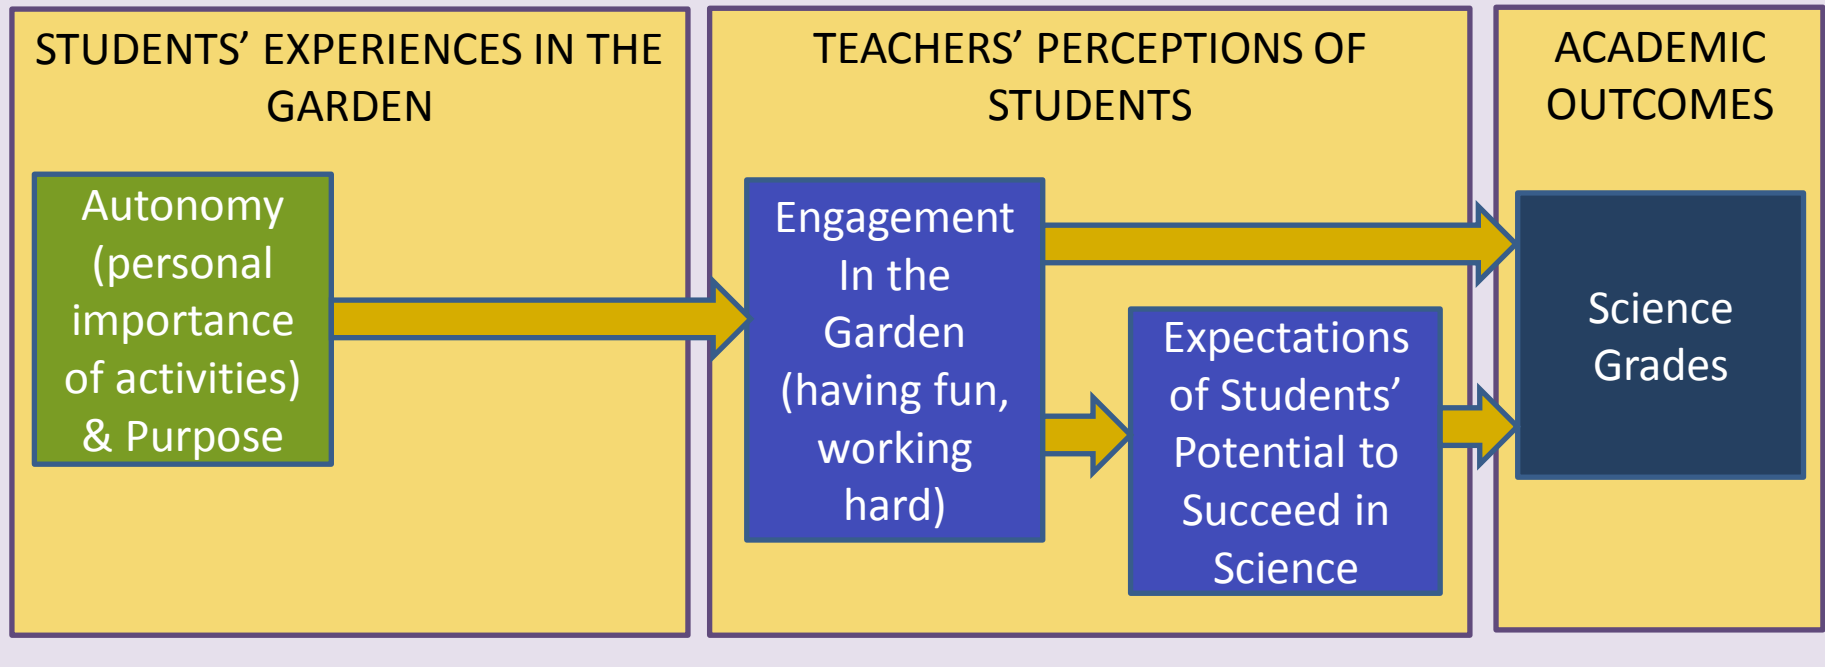 STUDENTS’ EXPERIENCES IN THE
GARDEN
TEACHERS’ PERCEPTIONS OF
STUDENTS
ACADEMIC
OUTCOMES
Autonomy
(personal
importance
of activities)
& Purpose
Engagement
In the
Garden
(having fun,
working
hard)
Expectations
of Students’
Potential to
Succeed in
Science
Science
Grades